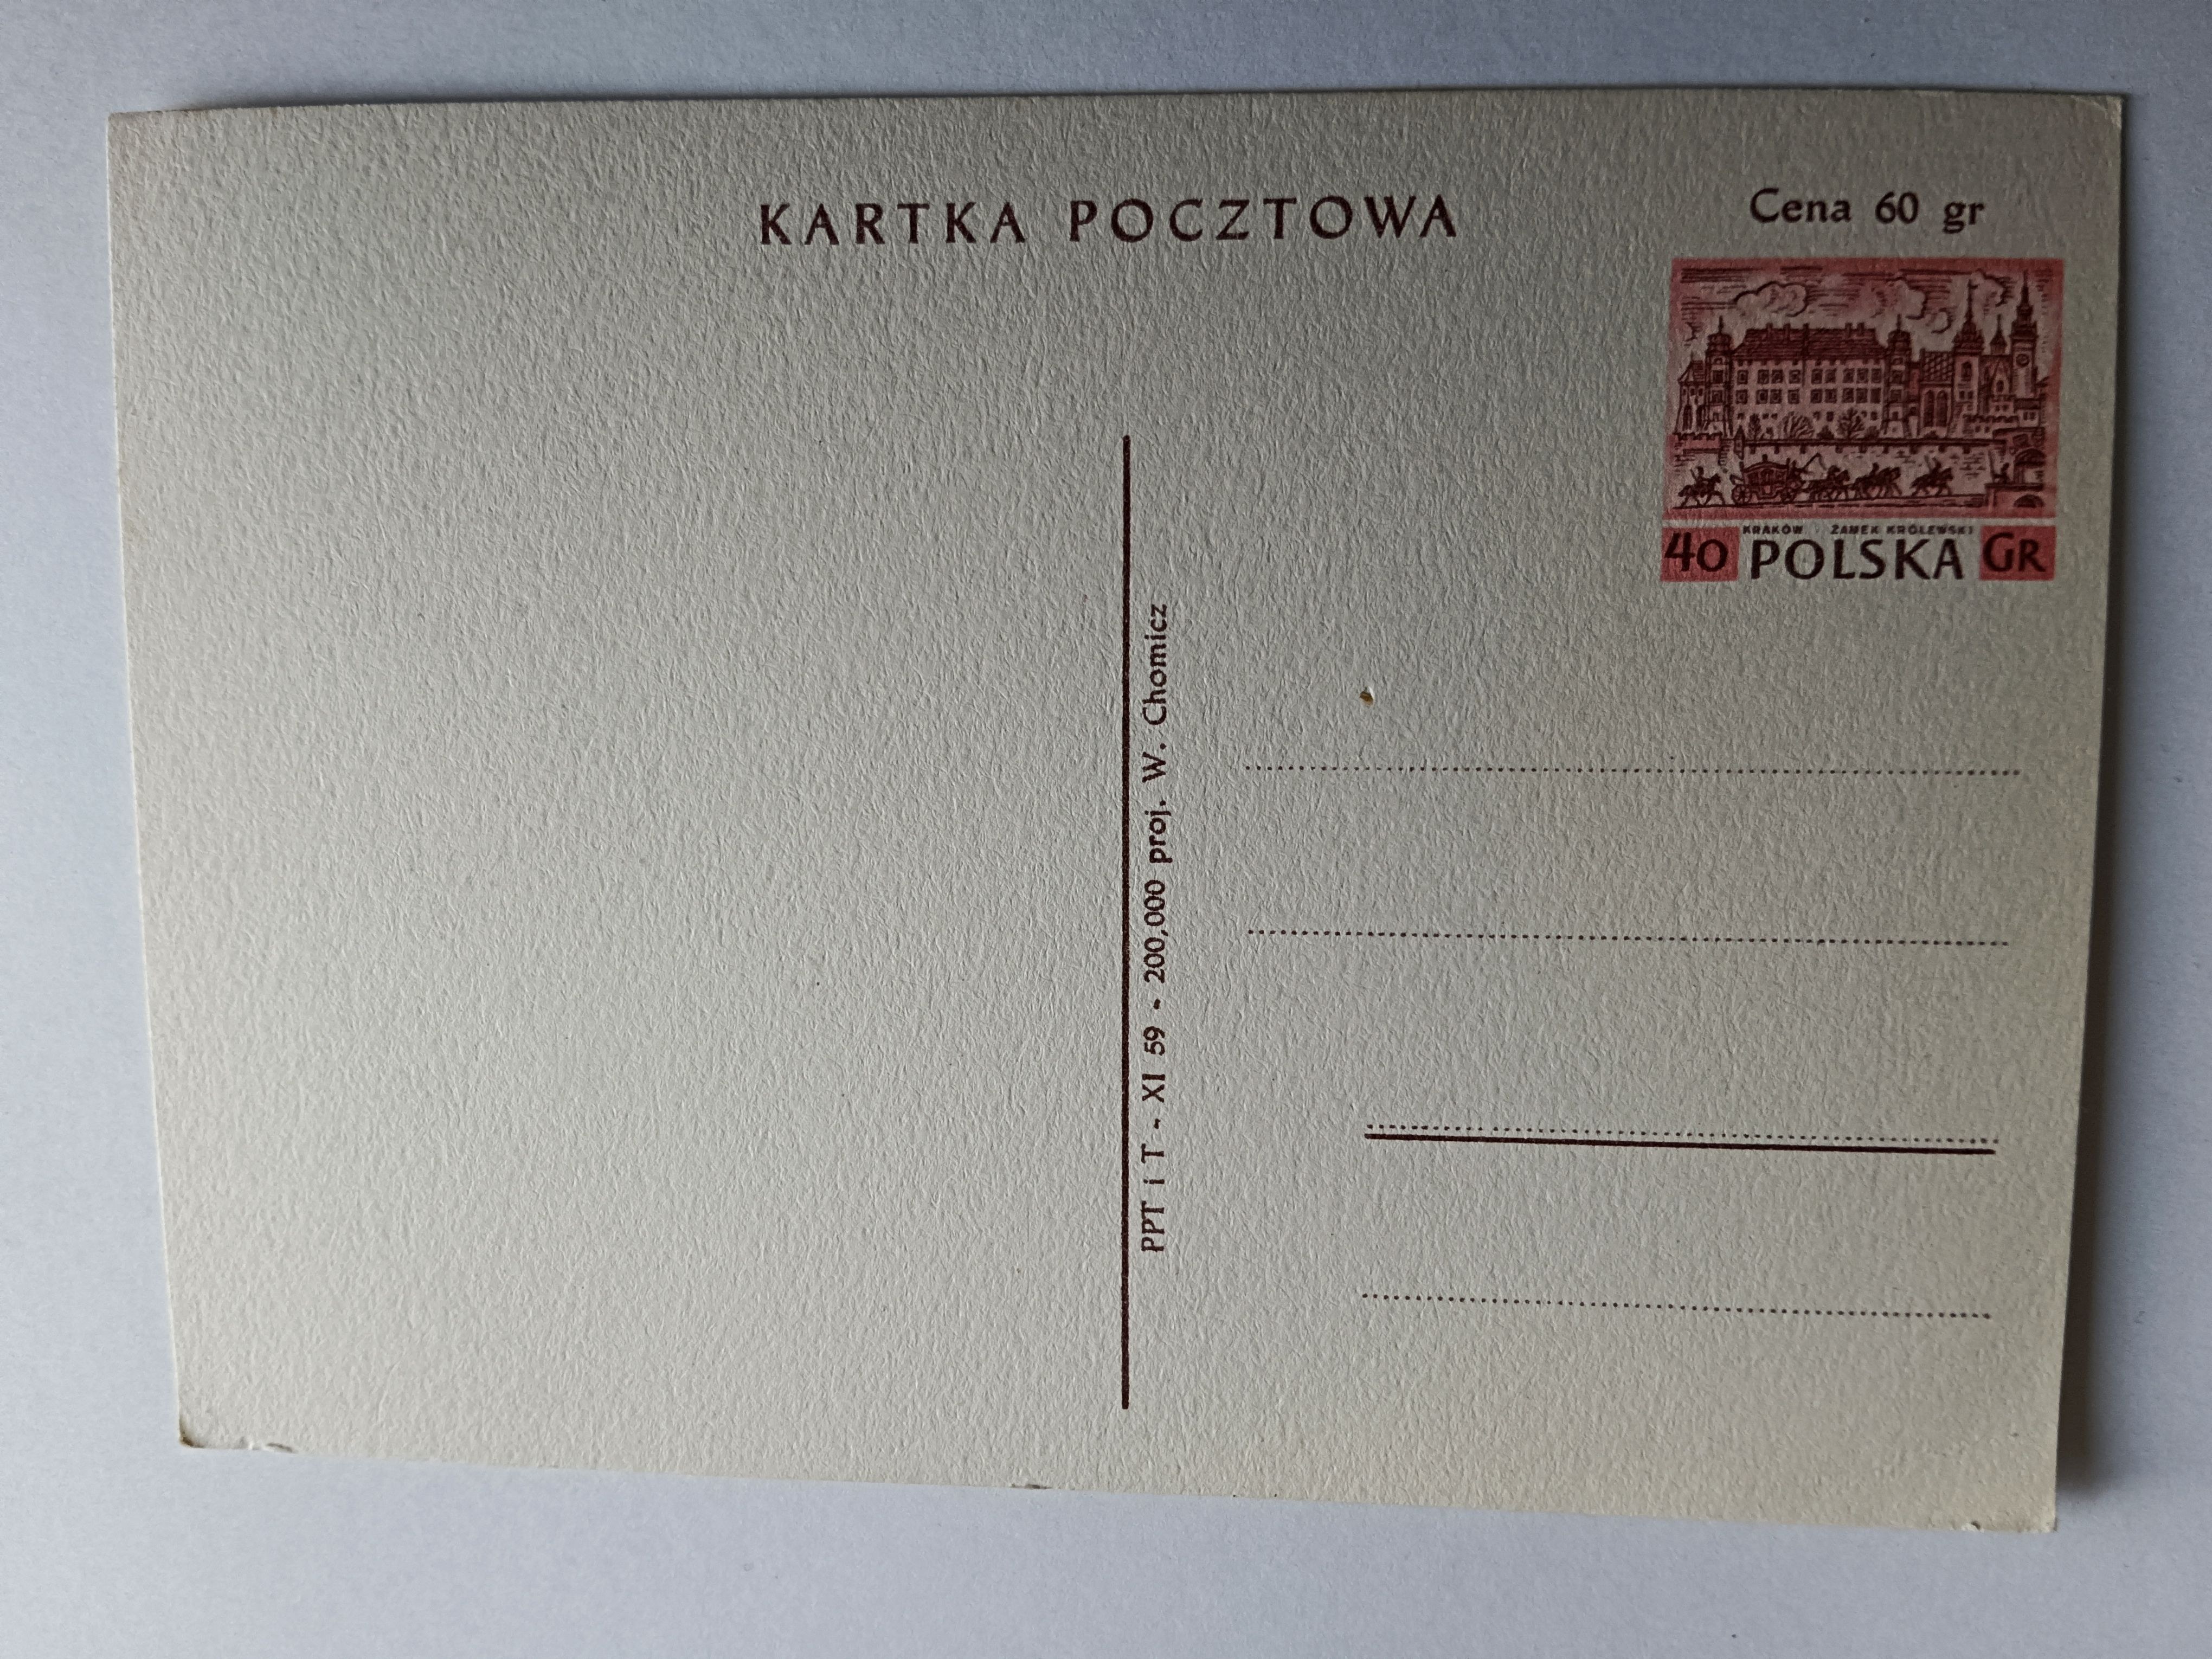 KARTKA POCZTOWA
Cena 60 gr
KRAKÓW ZAMEK KRÓLEWSKI
40 POLSKA GR
PPT i T - XI 59 - 200,000 proj. W. Chomicz